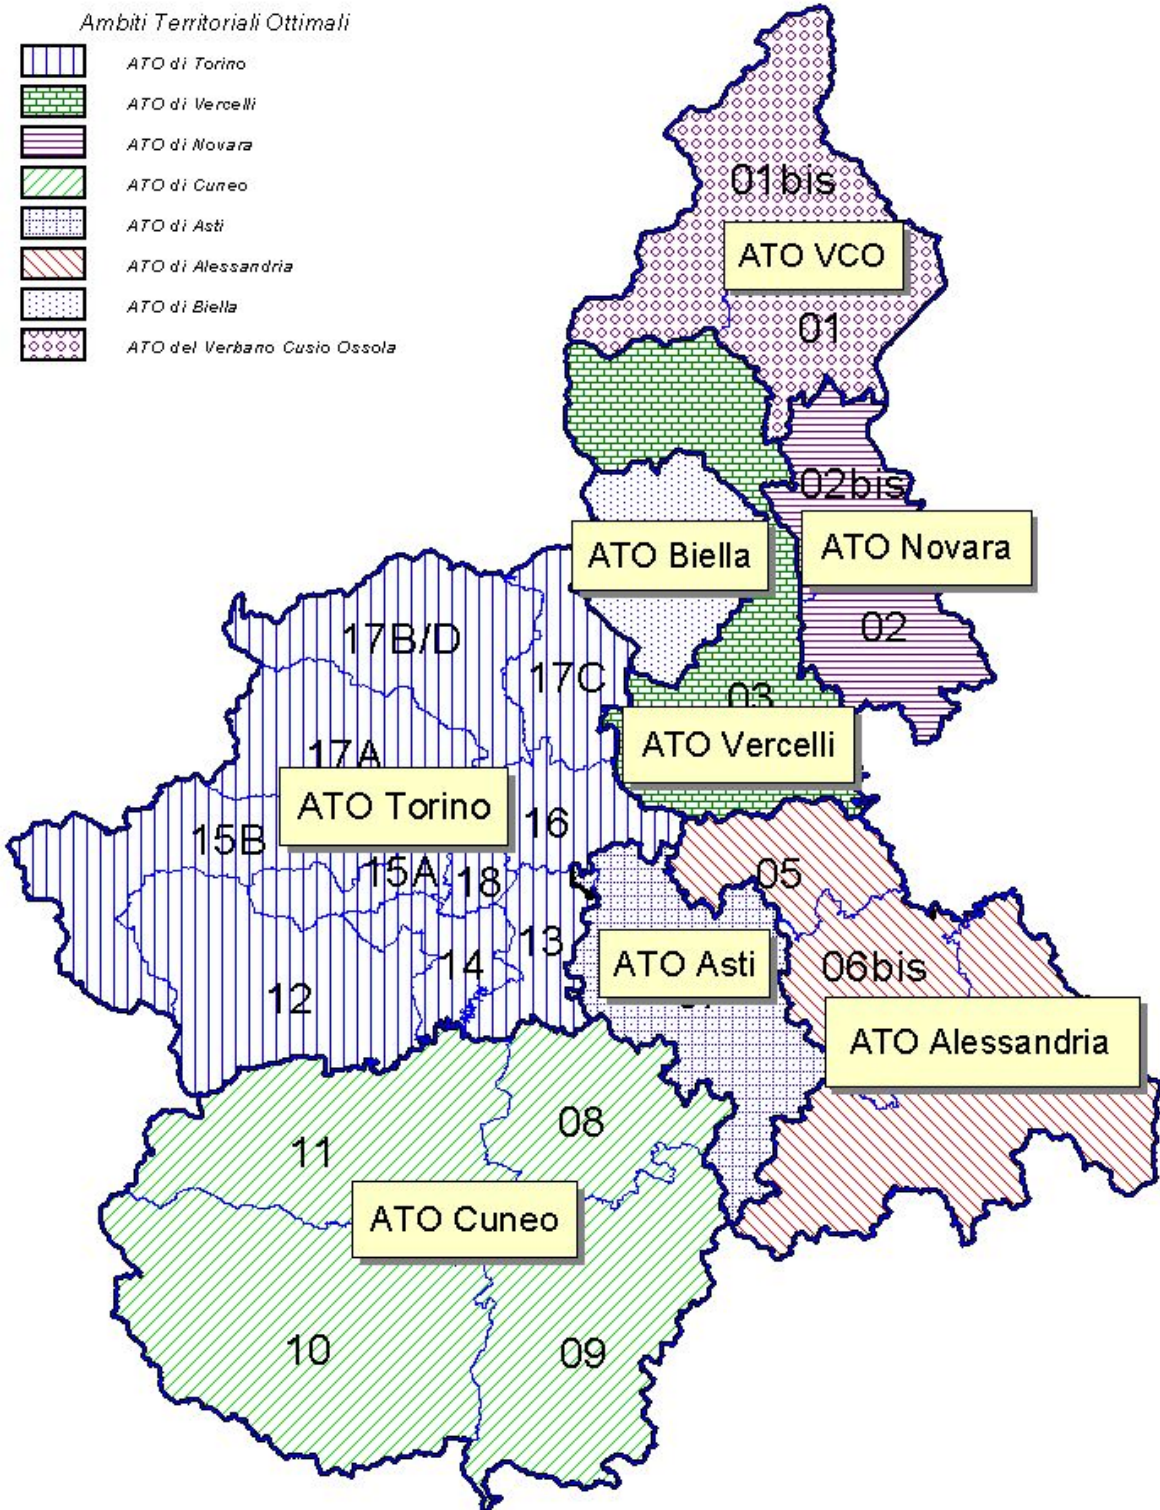 Ambiti Territoriali Ottimali
ATO di Torino
ATO di Vercelli
ATO di Novara
ATO di Cuneo
ATO di Asti
ATO di Alessandria
ATO di Biella
ATO del Verbano Cusio Ossola
01bis
ATO VCO
01
02bis
ATO Biella
ATO Novara
02
17B/D
17C
03
ATO Vercelli
17A
ATO Torino
16
15B
15A
18
05
13
14
ATO Asti
06bis
12
ATO Alessandria
08
11
ATO Cuneo
10
09